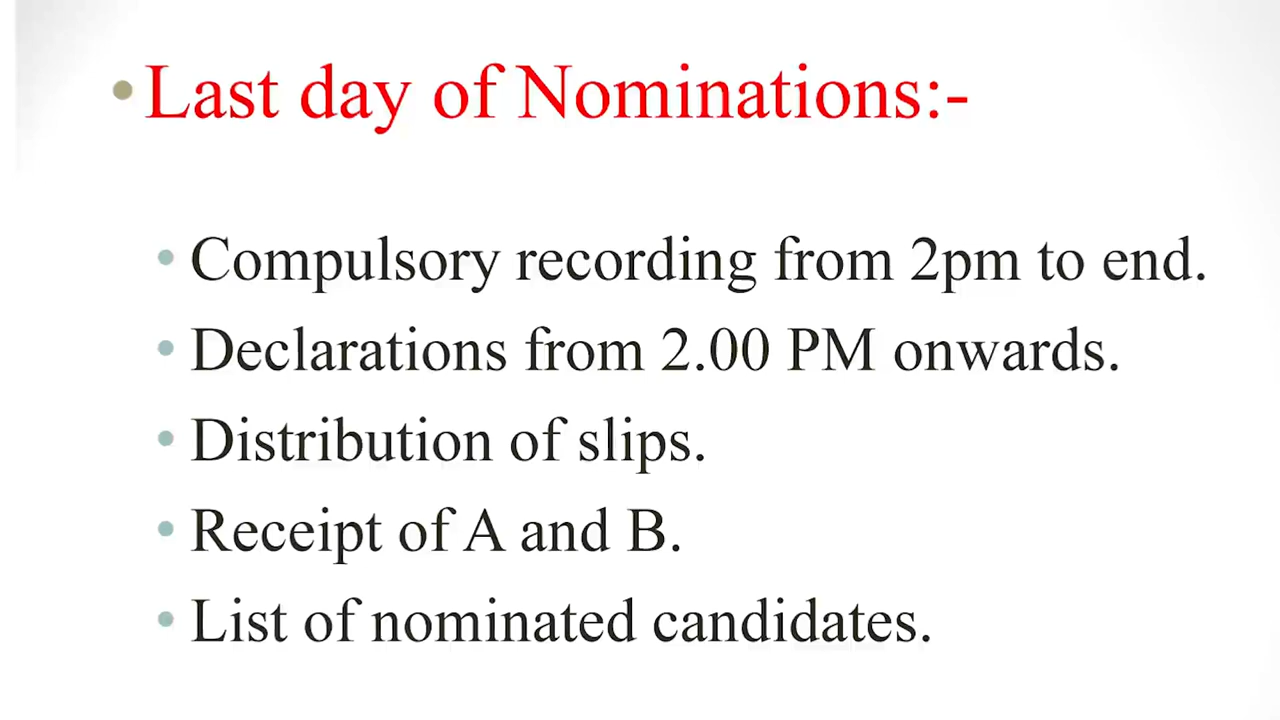 • Last day of Nominations:-
• Compulsory recording from 2pm to end.
• Declarations from 2.00 PM onwards.
• Distribution of slips.
• Receipt of A and B.
• List of nominated candidates.